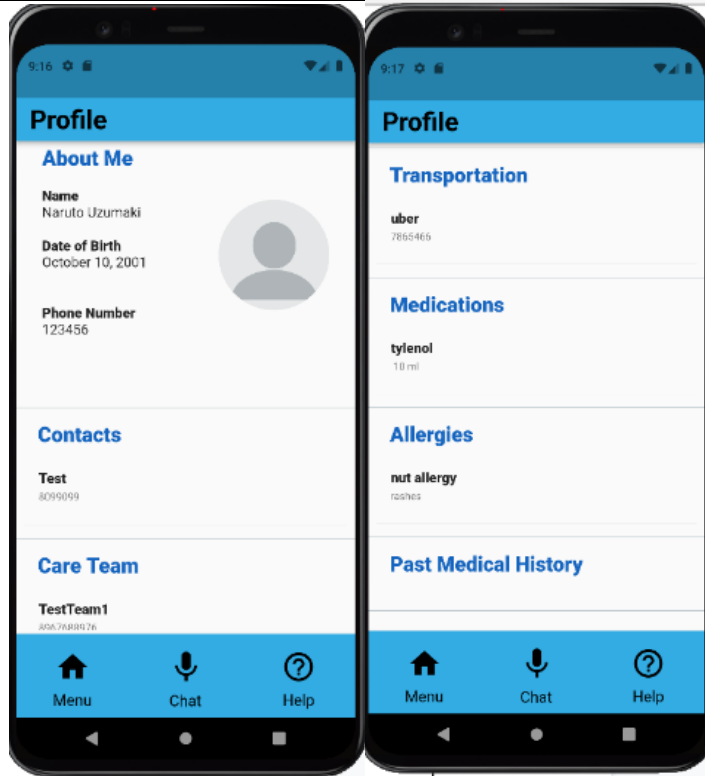 9:16
Profile
About Me
Name
Naruto Uzumaki
Date of Birth
October 10, 2001
Phone Number
123456
Contacts
Test
8099099
Care Team
TestTeam1
8967688976
Menu Chat Help
9:17
Profile
Transportation
uber
7865466
Medications
tylenol
10 ml
Allergies
nut allergy
rashes
Past Medical History
Menu Chat Help